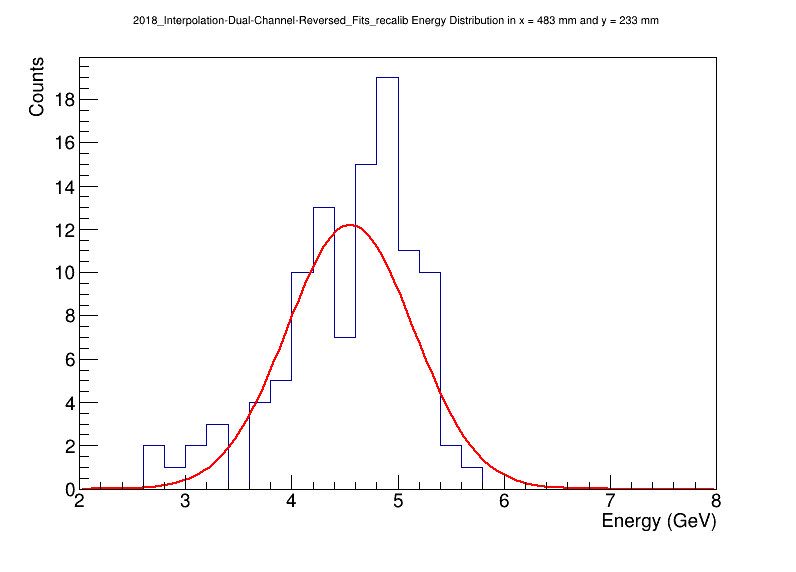 2018_Interpolation-Dual-Channel-Reversed_Fits_recalib Energy Distribution in x = 483 mm and y = 233 mm
Counts
18
16
14
12
10
8
6
4
2
0
2 3 4 5 6 7 8
Energy (GeV)